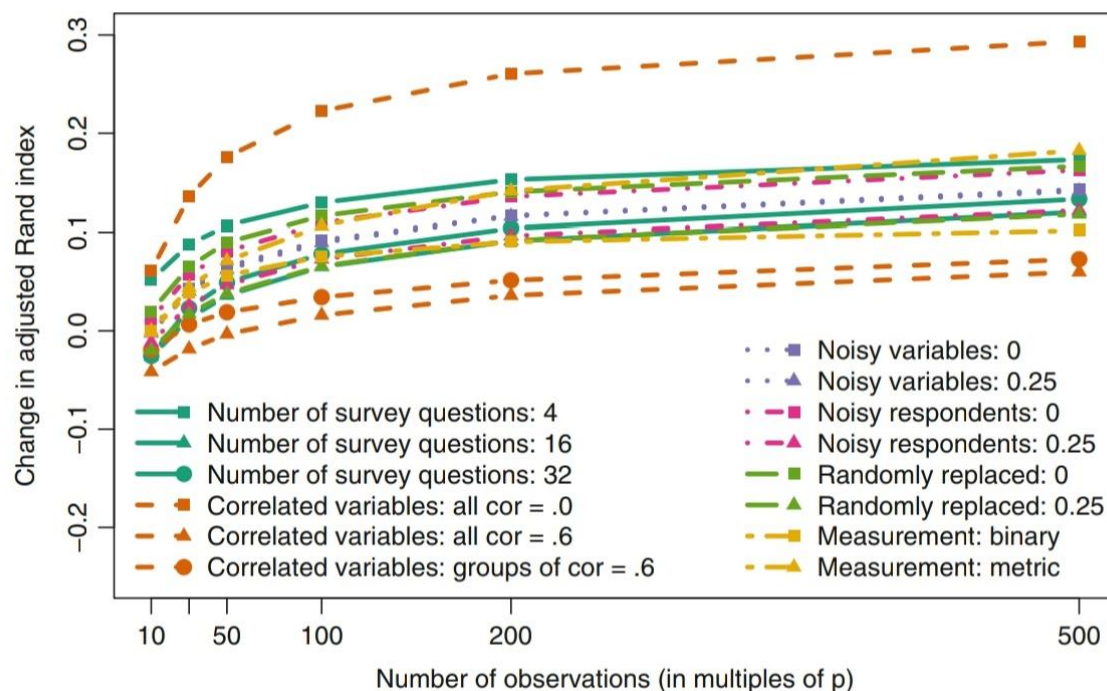 Change in adjusted Rand index
0.3
0.2
0.1
0.0
−0.1
−0.2
Number of survey questions: 4
Number of survey questions: 16
Number of survey questions: 32
Correlated variables: all cor = .0
Correlated variables: all cor = .6
Correlated variables: groups of cor = .6
Noisy variables: 0
Noisy variables: 0.25
Noisy respondents: 0
Noisy respondents: 0.25
Randomly replaced: 0
Randomly replaced: 0.25
Measurement: binary
Measurement: metric
10 50 100 200 500
Number of observations (in multiples of p)